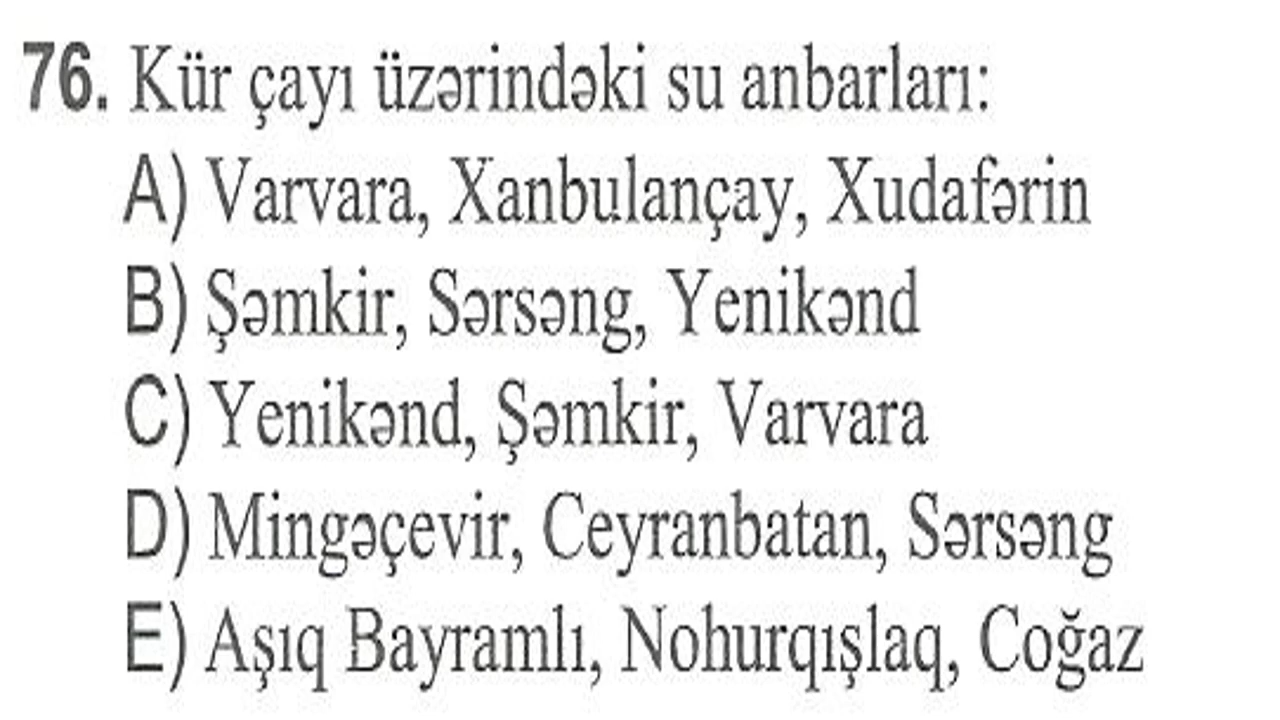 76. Kür çayı üzərindəki su anbarları:
A) Varvara, Xanbulançay, Xudafərin
B) Şəmkir, Sərsəng, Yenikənd
C) Yenikənd, Şəmkir, Varvara
D) Mingəçevir, Ceyranbatan, Sərsəng
E) Aşıq Bayramlı, Nohurqışlaq, Coğaz